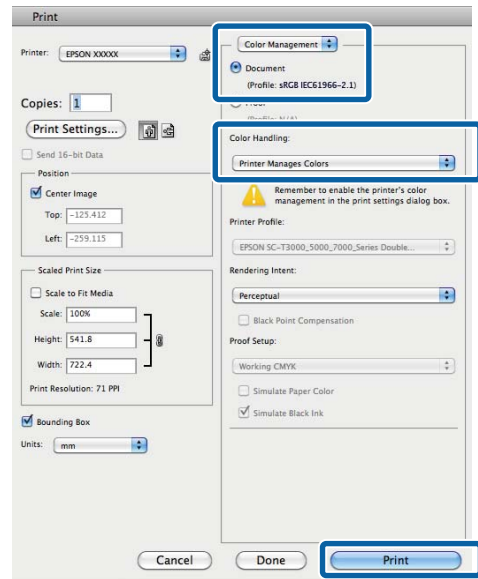 Print
Printer: EPSON XXXXX
Copies: 1
Print Settings...
Send 16-bit Data
Position
Center Image
Top: -125.412
Left: -259.115
Scaled Print Size
Scale to Fit Media
Scale: 100%
Height: 541.8
Width: 722.4
Print Resolution: 71 PPI
Bounding Box
Units: mm
Color Management
Document
(Profile: sRGB IEC61966-2.1)
Color Handling:
Printer Manages Colors
Remember to enable the printer's color
management in the print settings dialog box.
Printer Profile:
EPSON SC-T3000_5000_7000_Series Double...
Rendering Intent:
Perceptual
Black Point Compensation
Proof Setup:
Working CMYK
Simulate Paper Color
Simulate Black Ink
Cancel
Done
Print